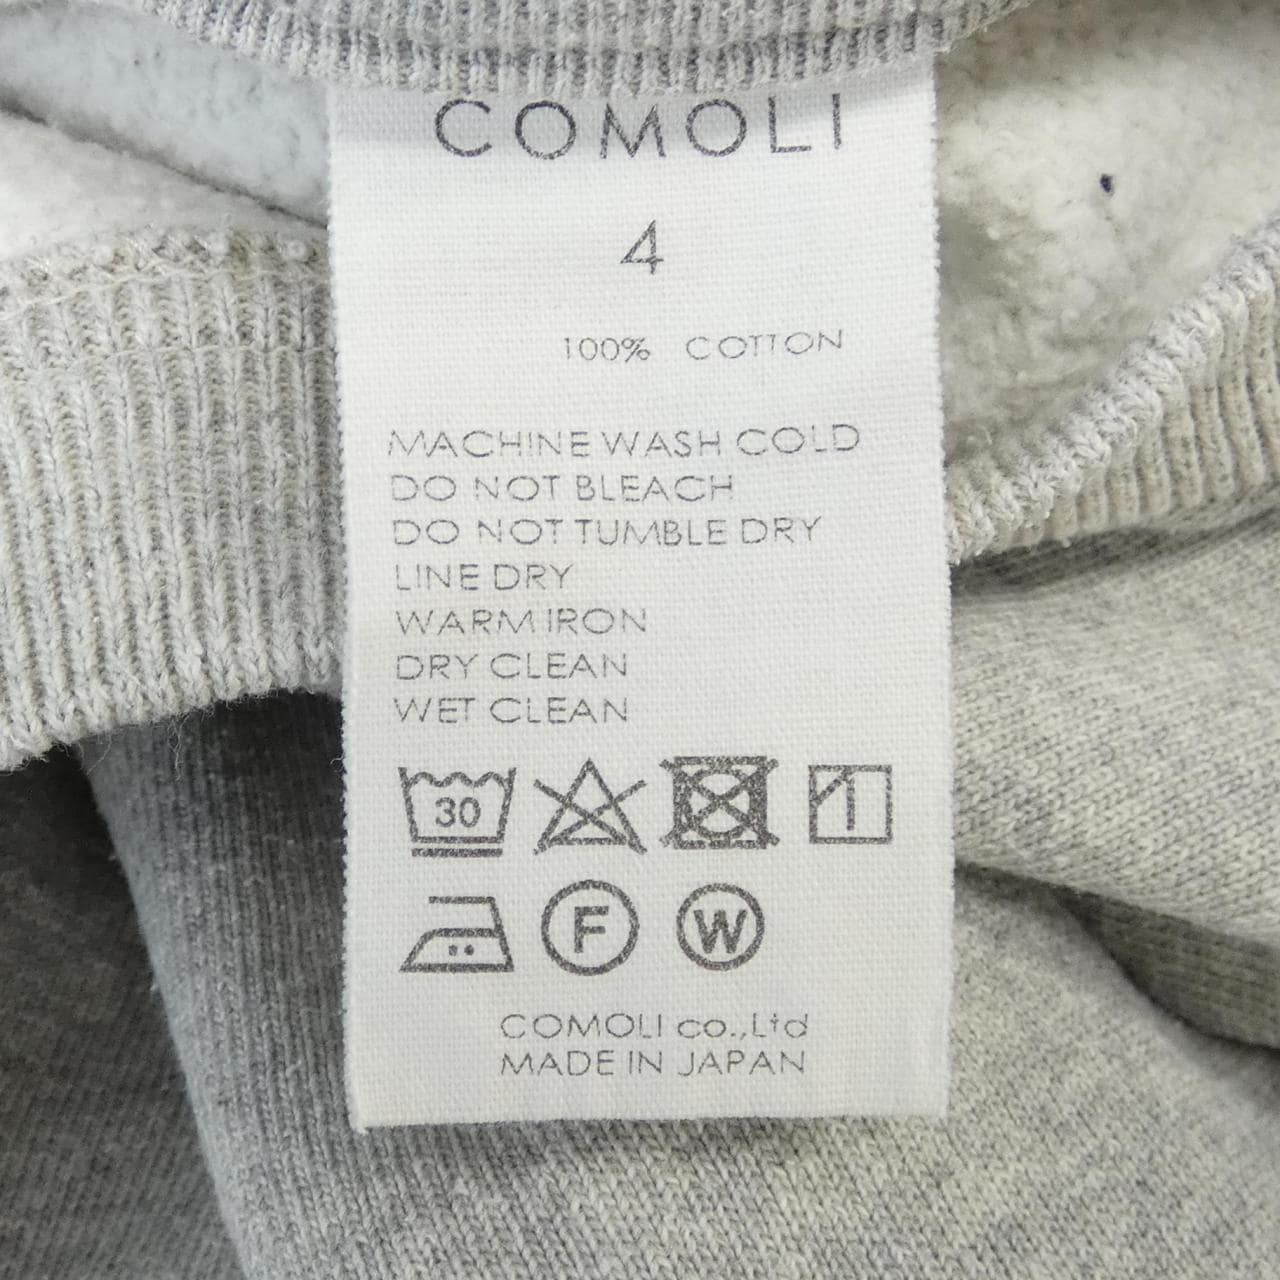 COMOLI
4
100% COTTON
MACHINE WASH COLD
DO NOT BLEACH
DO NOT TUMBLE DRY
LINE DRY
WARM IRON
DRY CLEAN
WET CLEAN
30
F W
COMOLI co.,Ltd
MADE IN JAPAN